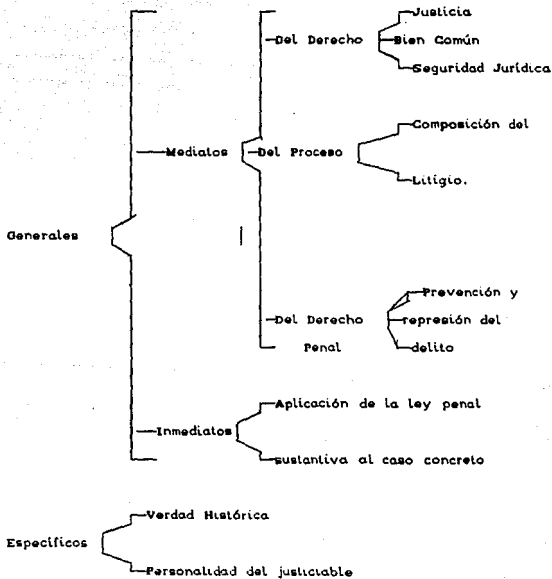 Justicia
Del Derecho Bien Común
Seguridad Jurídica
Composición del
Mediatos Del Proceso
Litígio.
Generales
Prevención y
Del Derecho represión del
Penal delito
Aplicación de la ley penal
Inmediatos
sustantiva al caso concreto
Verdad Histórica
Específicos
Personalidad del justiciable